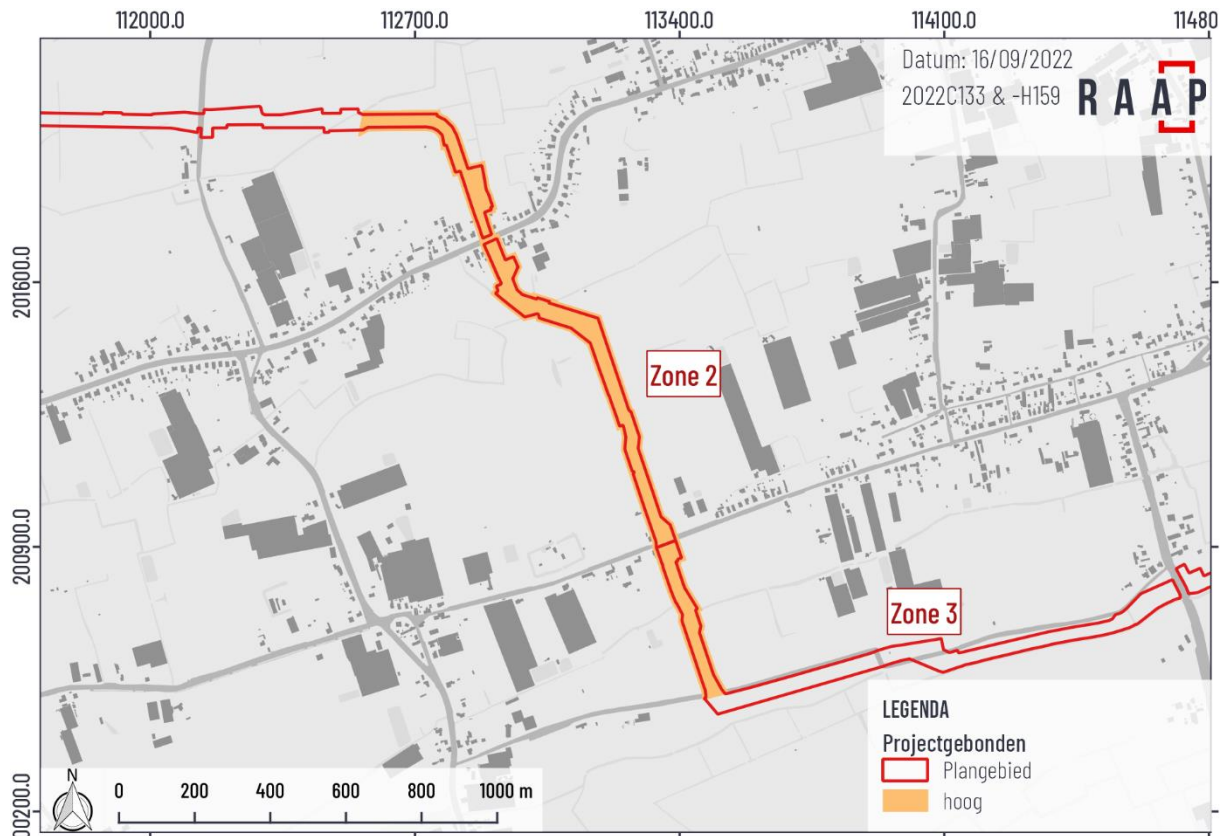 112000.0 112700.0 113400.0 114100.0 11480
Datum: 16/09/2022
2022C133 & -H159
RAAP
201600.0
200900.0
00200.0
Zone 2
Zone 3
LEGENDA
Projectgebonden
Plangebied
hoog
N
0 200 400 600 800 1000 m